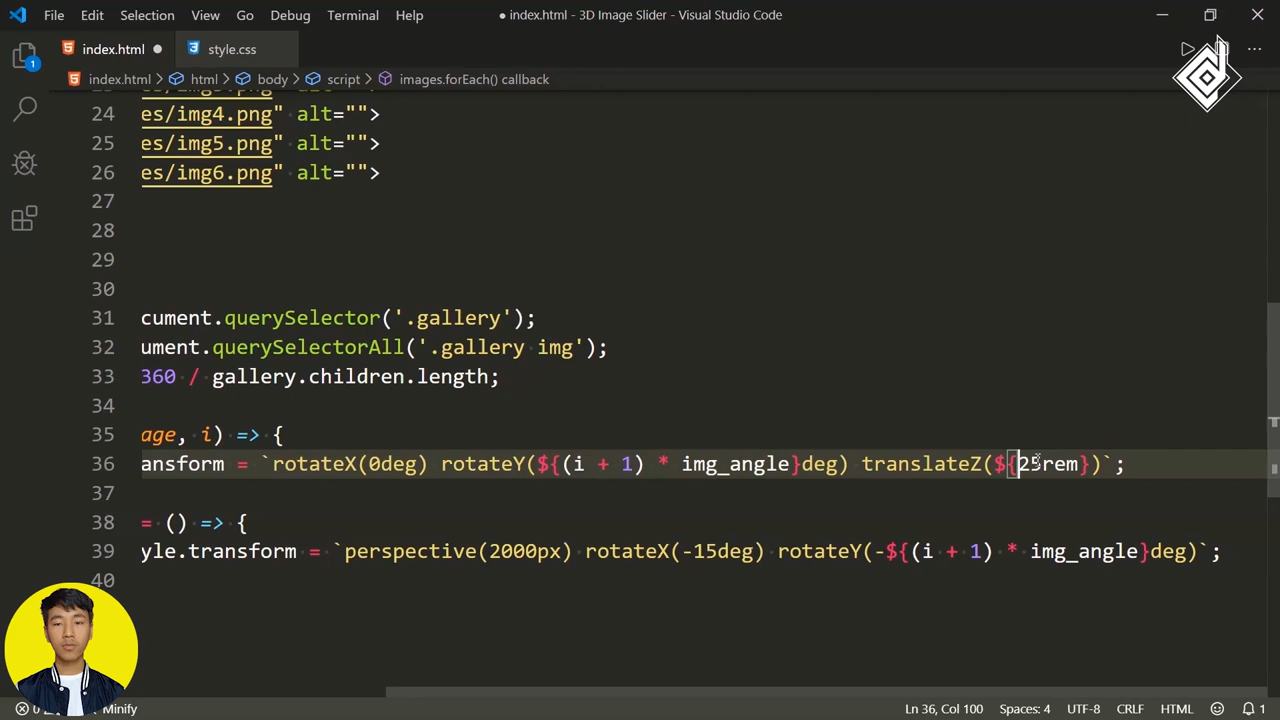 File Edit Selection View Go Debug Terminal Help ● index.html - 3D Image Slider - Visual Studio Code
index.html ● style.css
index.html > html > body > script > images.forEach() callback
24 es/img4.png" alt="">
25 es/img5.png" alt="">
26 es/img6.png" alt="">
27
28
29
30
31 cument.querySelector('.gallery');
32 ument.querySelectorAll('.gallery img');
33 360 / gallery.children.length;
34
35 age, i) => {
36 ansform = `rotateX(0deg) rotateY(${(i + 1) * img_angle}deg) translateZ(${25rem})`;
37
38 = () => {
39 yle.transform = `perspective(2000px) rotateX(-15deg) rotateY(-${(i + 1) * img_angle}deg)`;
40
0 Minify Ln 36, Col 100 Spaces: 4 UTF-8 CRLF HTML 1